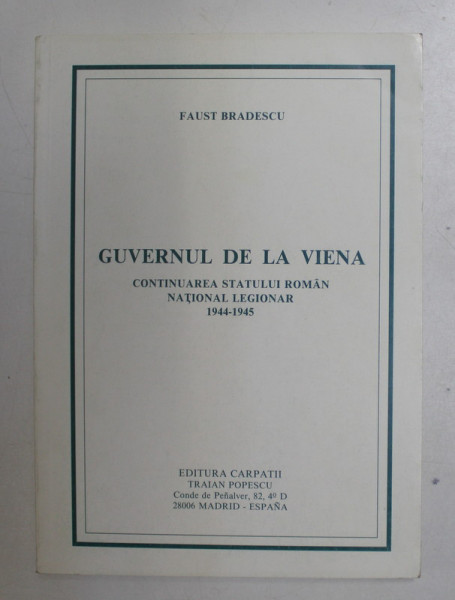 FAUST BRADESCU
GUVERNUL DE LA VIENA
CONTINUAREA STATULUI ROMÂN
NAŢIONAL LEGIONAR
1944-1945
EDITURA CARPATII
TRAIAN POPESCU
Conde de Peñalver, 82, 4º D
28006 MADRID - ESPAÑA